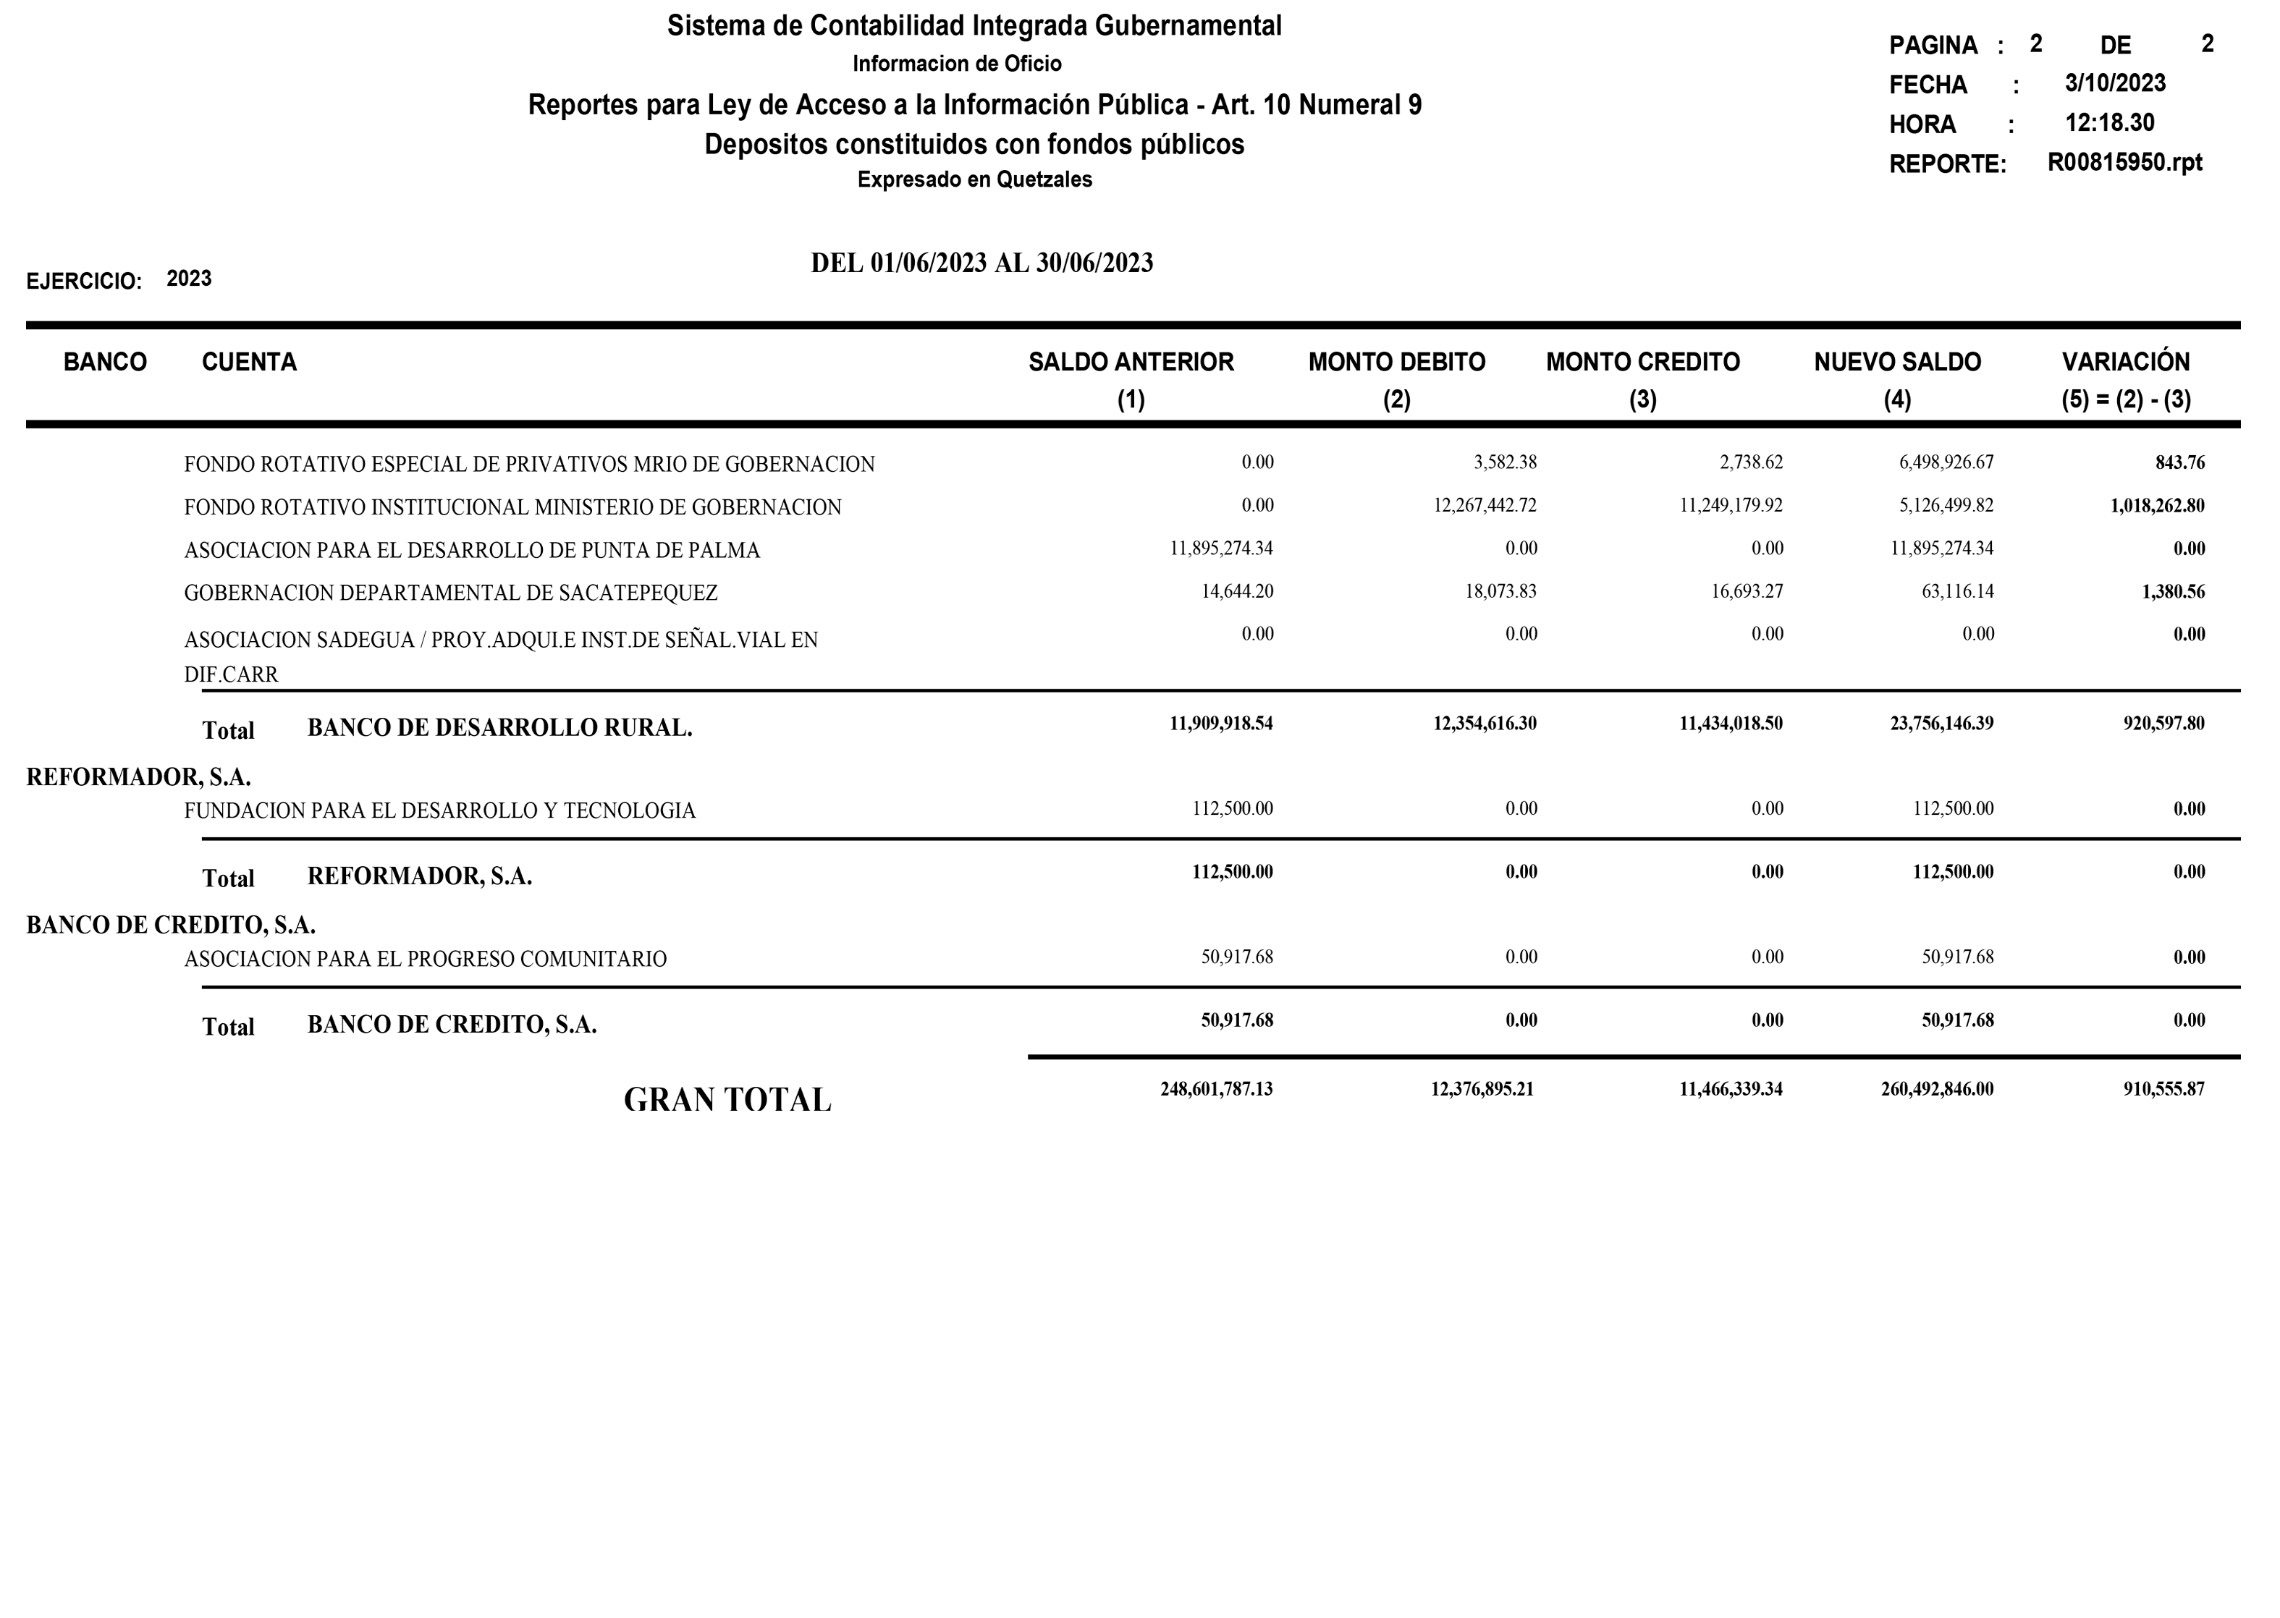 Sistema de Contabilidad Integrada Gubernamental
Informacion de Oficio
Reportes para Ley de Acceso a la Información Pública - Art. 10 Numeral 9
Depositos constituidos con fondos públicos
Expresado en Quetzales
PAGINA : 2 DE 2
FECHA : 3/10/2023
HORA : 12:18.30
REPORTE: R00815950.rpt
DEL 01/06/2023 AL 30/06/2023
EJERCICIO: 2023
BANCO CUENTA SALDO ANTERIOR MONTO DEBITO MONTO CREDITO NUEVO SALDO VARIACIÓN
(1) (2) (3) (4) (5) = (2) - (3)
FONDO ROTATIVO ESPECIAL DE PRIVATIVOS MRIO DE GOBERNACION 0.00 3,582.38 2,738.62 6,498,926.67 843.76
FONDO ROTATIVO INSTITUCIONAL MINISTERIO DE GOBERNACION 0.00 12,267,442.72 11,249,179.92 5,126,499.82 1,018,262.80
ASOCIACION PARA EL DESARROLLO DE PUNTA DE PALMA 11,895,274.34 0.00 0.00 11,895,274.34 0.00
GOBERNACION DEPARTAMENTAL DE SACATEPEQUEZ 14,644.20 18,073.83 16,693.27 63,116.14 1,380.56
ASOCIACION SADEGUA / PROY.ADQUI.E INST.DE SEÑAL.VIAL EN 0.00 0.00 0.00 0.00 0.00
DIF.CARR
Total BANCO DE DESARROLLO RURAL. 11,909,918.54 12,354,616.30 11,434,018.50 23,756,146.39 920,597.80
REFORMADOR, S.A.
FUNDACION PARA EL DESARROLLO Y TECNOLOGIA 112,500.00 0.00 0.00 112,500.00 0.00
Total REFORMADOR, S.A. 112,500.00 0.00 0.00 112,500.00 0.00
BANCO DE CREDITO, S.A.
ASOCIACION PARA EL PROGRESO COMUNITARIO 50,917.68 0.00 0.00 50,917.68 0.00
Total BANCO DE CREDITO, S.A. 50,917.68 0.00 0.00 50,917.68 0.00
GRAN TOTAL 248,601,787.13 12,376,895.21 11,466,339.34 260,492,846.00 910,555.87